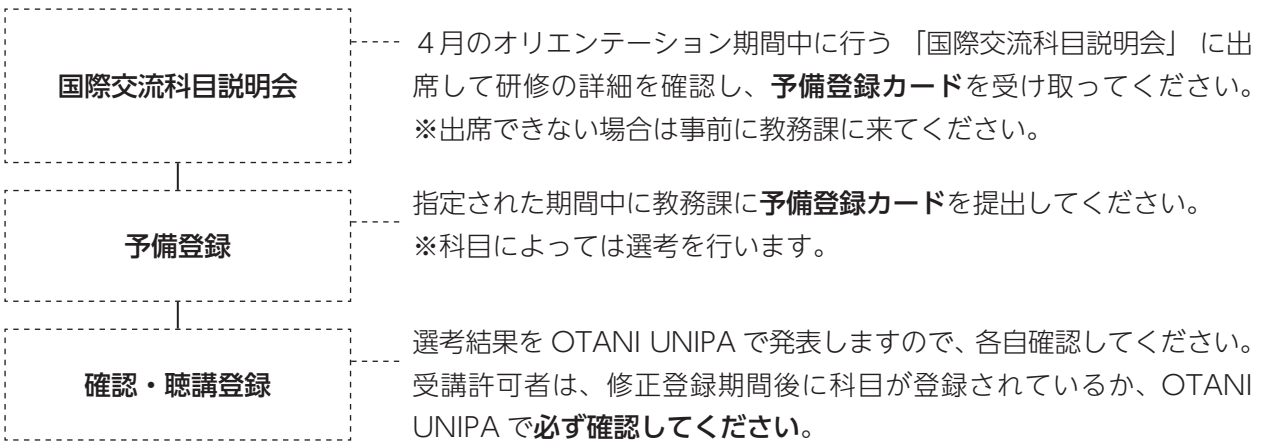 国際交流科目説明会
４月のオリエンテーション期間中に行う 「国際交流科目説明会」 に出
席して研修の詳細を確認し、予備登録カードを受け取ってください。
※出席できない場合は事前に教務課に来てください。
予備登録
指定された期間中に教務課に予備登録カードを提出してください。
※科目によっては選考を行います。
確認・聴講登録
選考結果を OTANI UNIPA で発表しますので、各自確認してください。
受講許可者は、修正登録期間後に科目が登録されているか、OTANI
UNIPA で必ず確認してください。